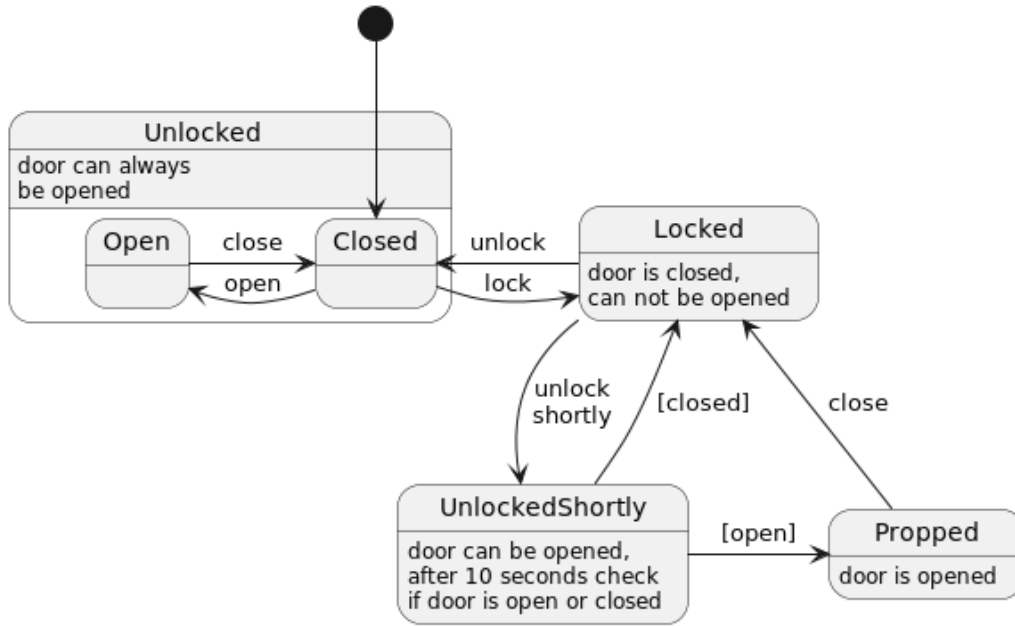 Unlocked
door can always
be opened
Open
close
Closed
open
unlock
lock
Locked
door is closed,
can not be opened
unlock
shortly
[closed]
close
UnlockedShortly
door can be opened,
after 10 seconds check
if door is open or closed
[open]
Propped
door is opened